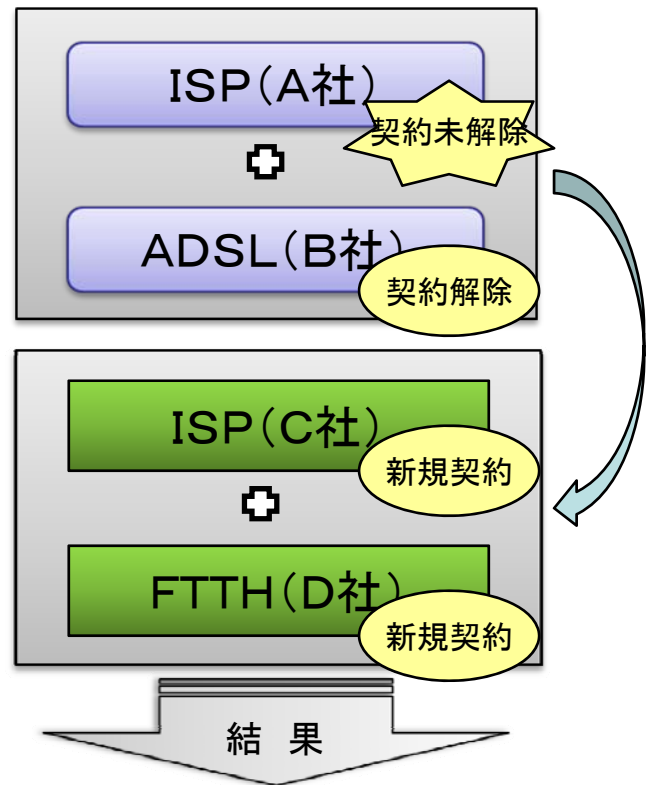 ISP(A社)
契約未解除
ADSL(B社)
契約解除
ISP(C社)
新規契約
FTTH(D社)
新規契約
結 果